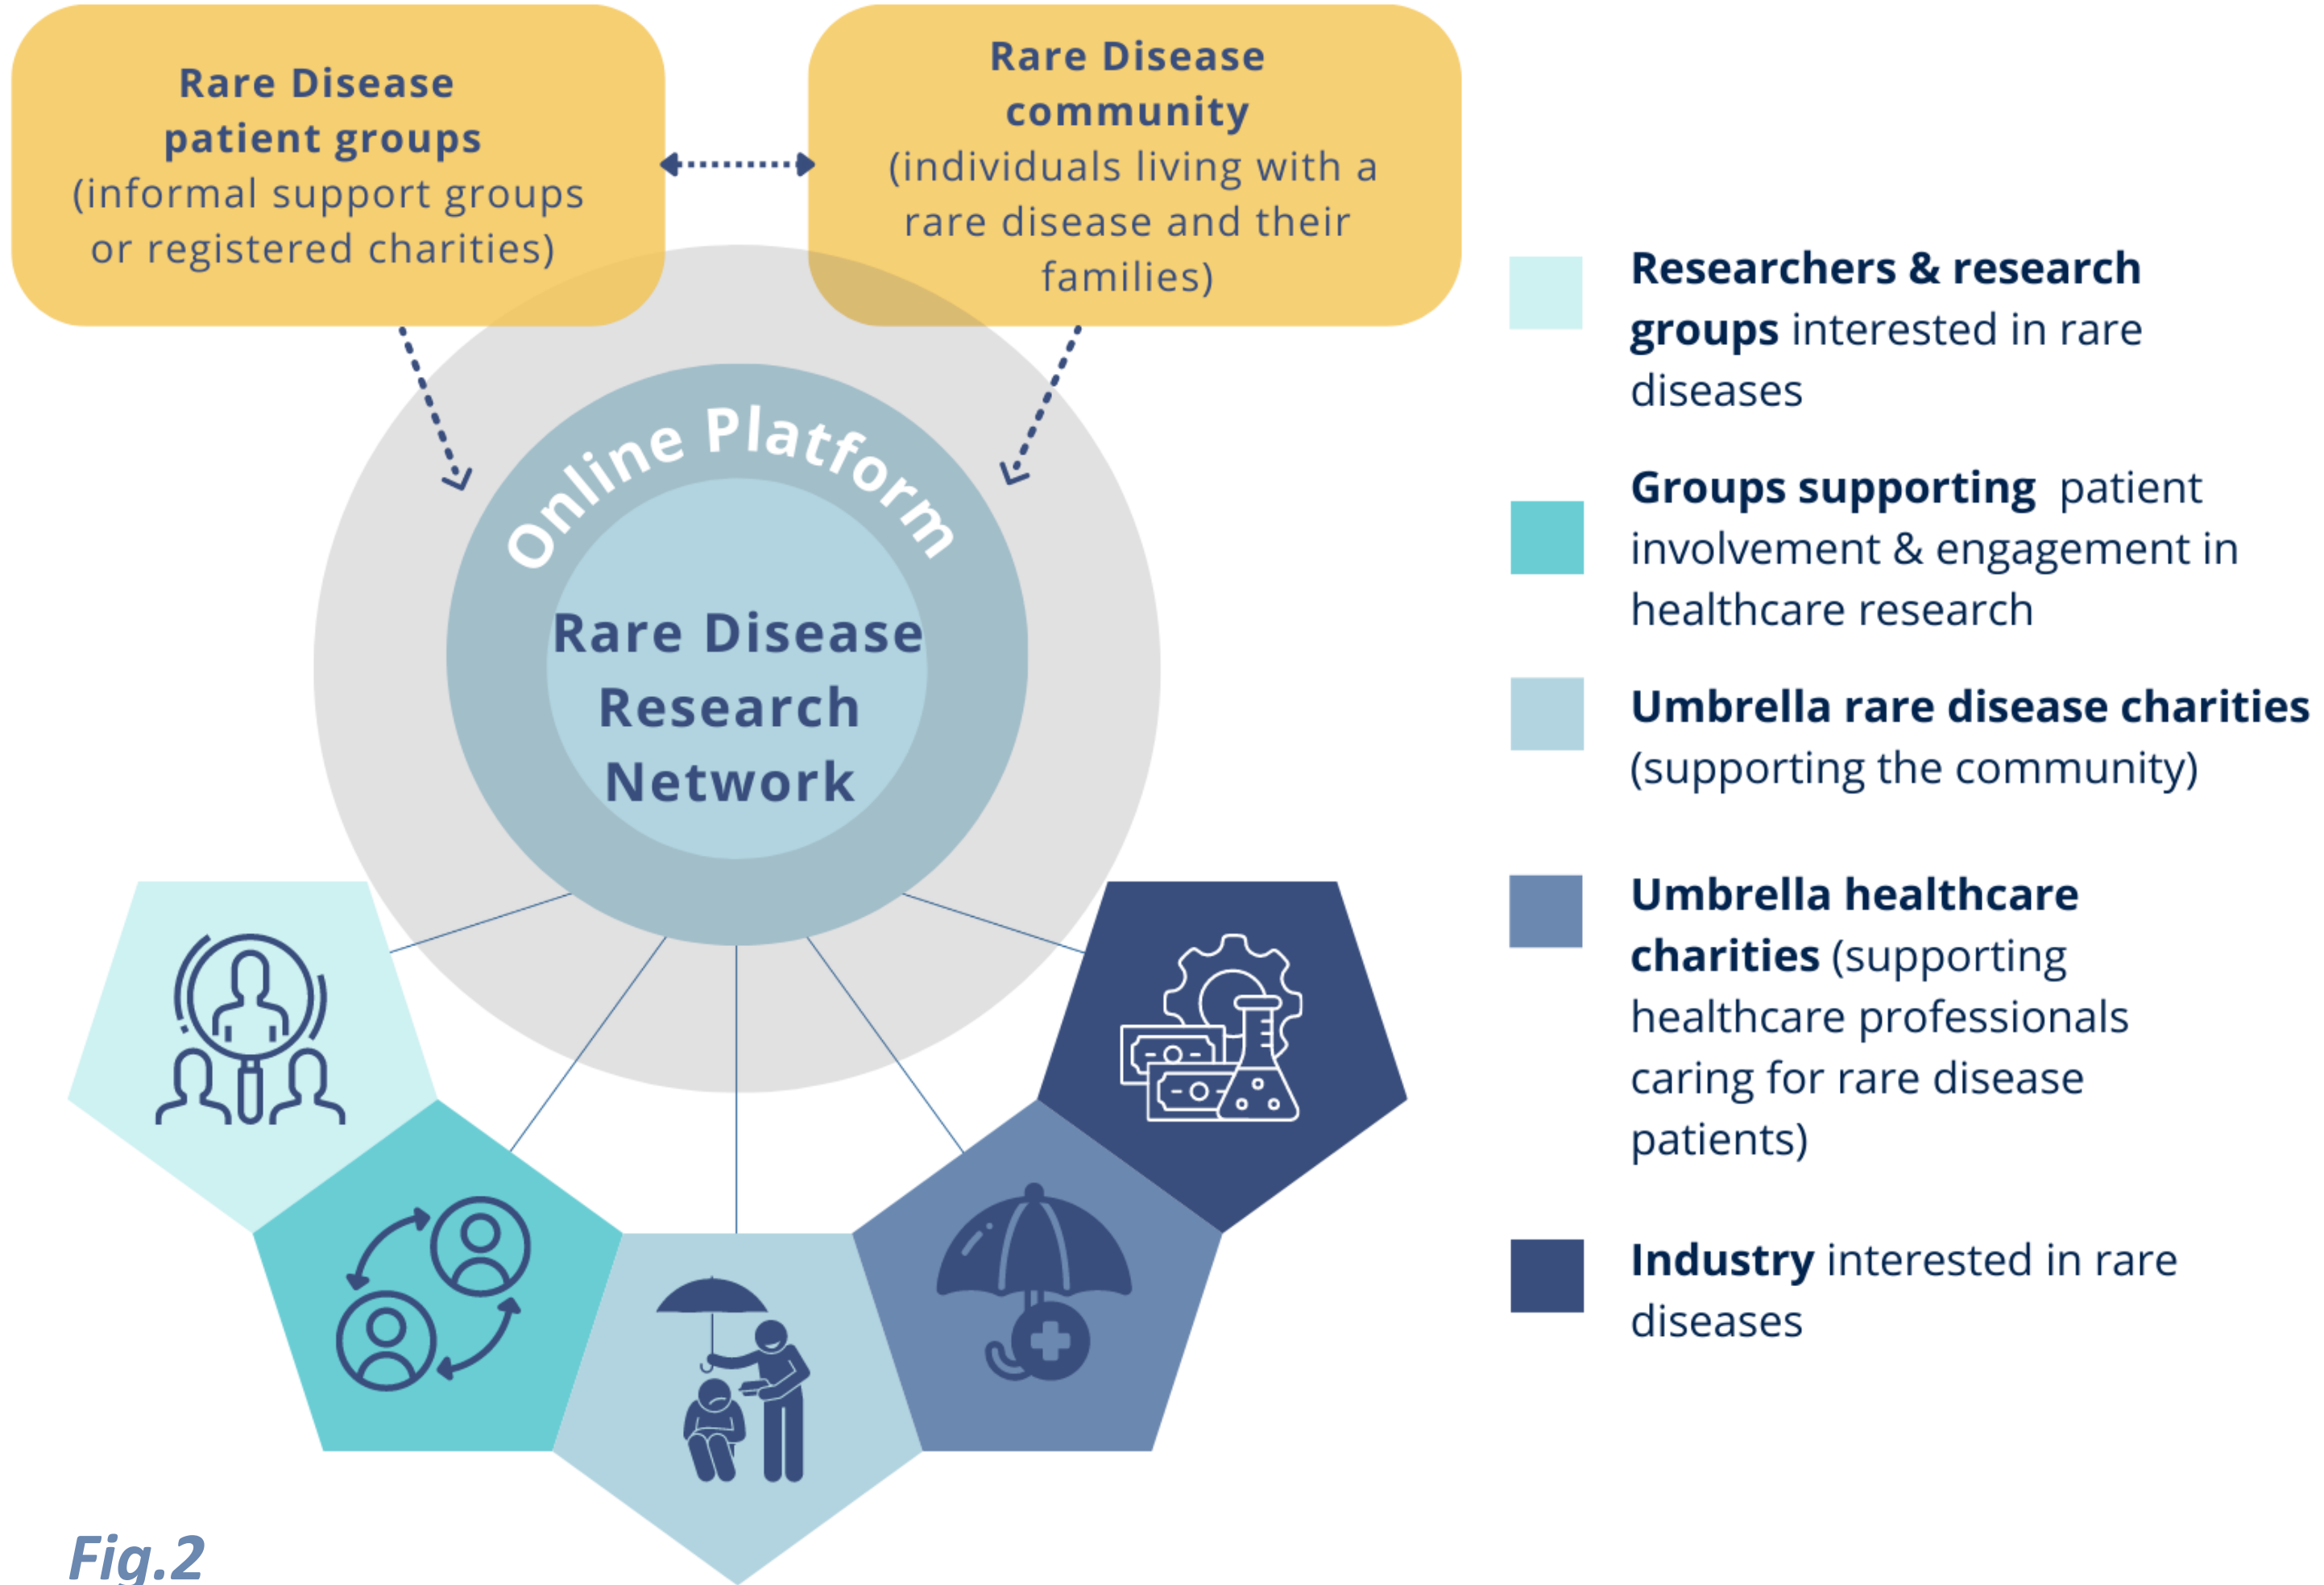 Rare Disease
patient groups
(informal support groups
or registered charities)
Rare Disease
community
(individuals living with a
rare disease and their
families)
Online Platform
Rare Disease
Research
Network
Researchers & research
groups interested in rare
diseases
Groups supporting patient
involvement & engagement in
healthcare research
Umbrella rare disease charities
(supporting the community)
Umbrella healthcare
charities (supporting
healthcare professionals
caring for rare disease
patients)
Industry interested in rare
diseases
Fig.2